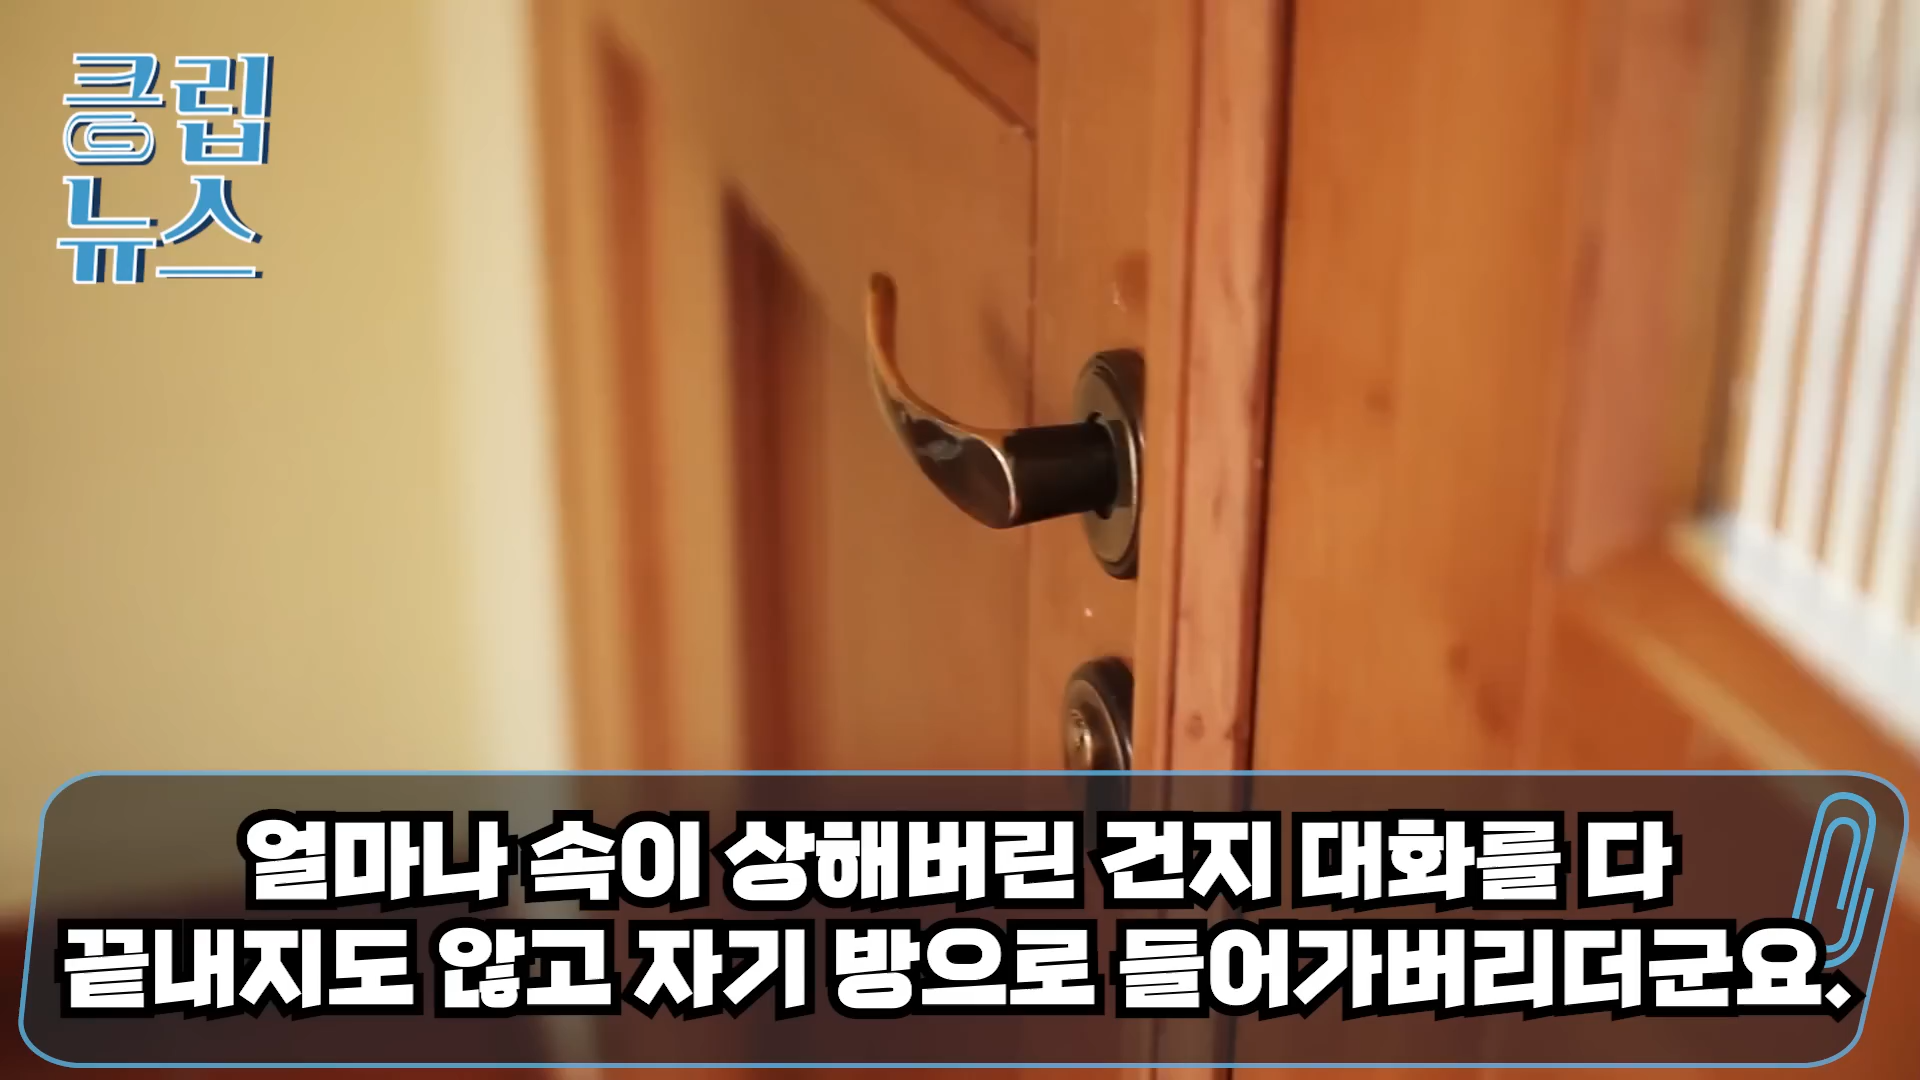 클립
뉴스
얼마나 속이 상해버린 건지 대화를 다
끝내지도 않고 자기 방으로 들어가버리더군요.